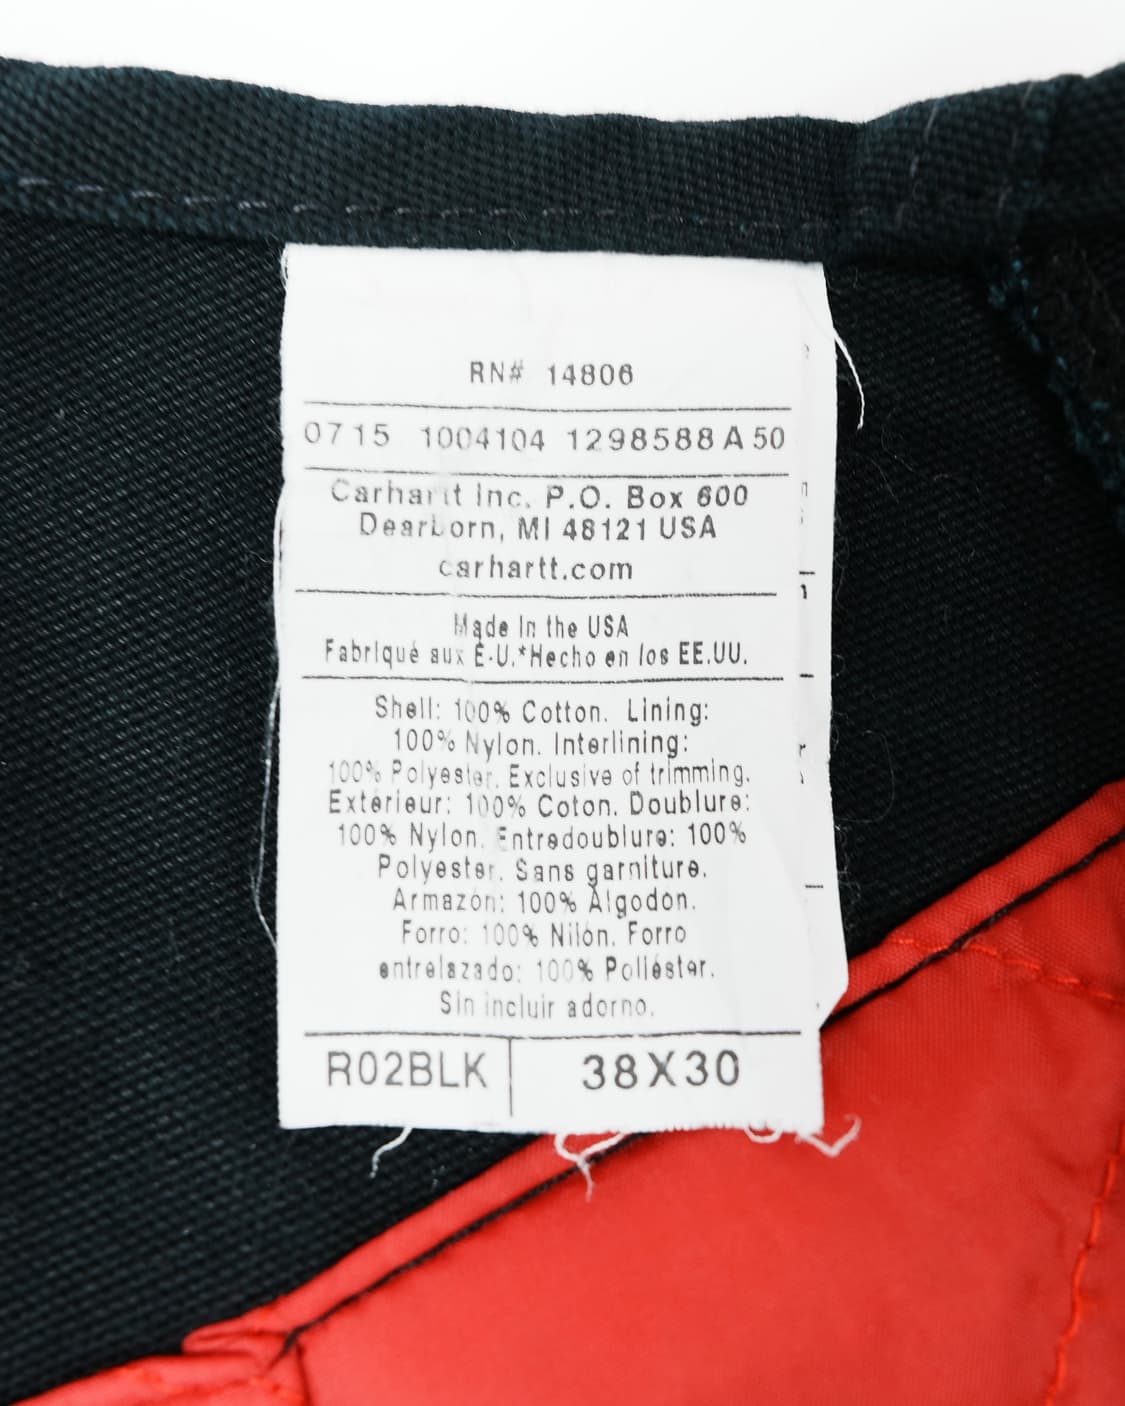 RN# 14806
0715 1004104 1298588 A 50
Carhartt Inc. P.O. Box 600
Dearborn, MI 48121 USA
carhartt.com
Made in the USA
Fabriqué aux É-U.*Hecho en los EE.UU.
Shell: 100% Cotton. Lining:
100% Nylon. Interlining:
100% Polyester. Exclusive of trimming.
Extérieur: 100% Coton. Doublure:
100% Nylon. Entredoublure: 100%
Polyester. Sans garniture.
Armazón: 100% Algodón.
Forro: 100% Nilón. Forro
entrelazado: 100% Poliéster.
Sin incluir adorno.
R02BLK 38X30